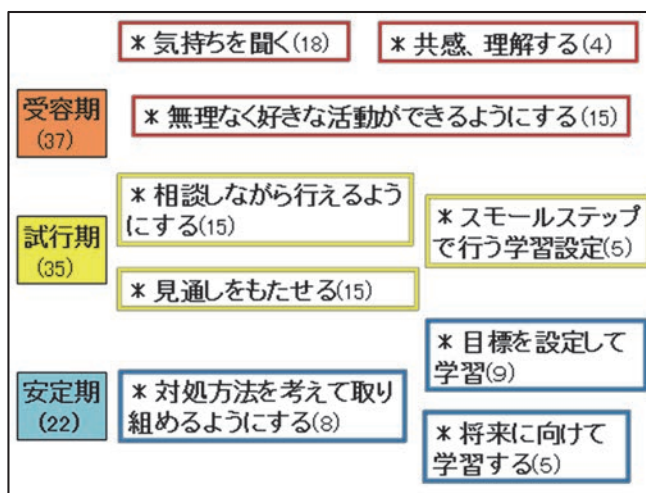 ＊気持ちを聞く(18)
＊共感、理解する(4)
受容期
(37)
＊無理なく好きな活動ができるようにする(15)
試行期
(35)
＊相談しながら行えるよう
にする(15)
＊スモールステップ
で行う学習設定(5)
＊見通しをもたせる(15)
安定期
(22)
＊対処方法を考えて取り
組めるようにする(8)
＊目標を設定して
学習(9)
＊将来に向けて
学習する(5)